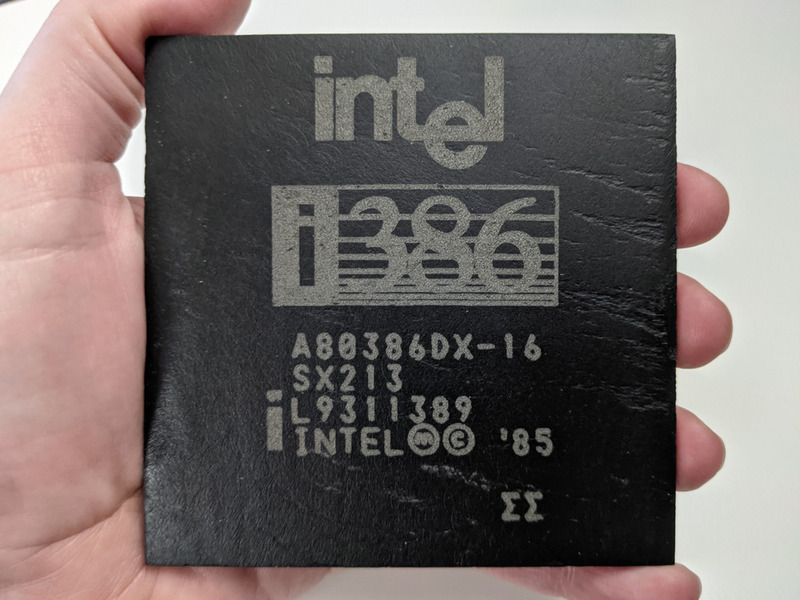 intel
i386
A80386DX-16
SX213
L9311389
i INTEL Ⓜ© '85
ΣΣ